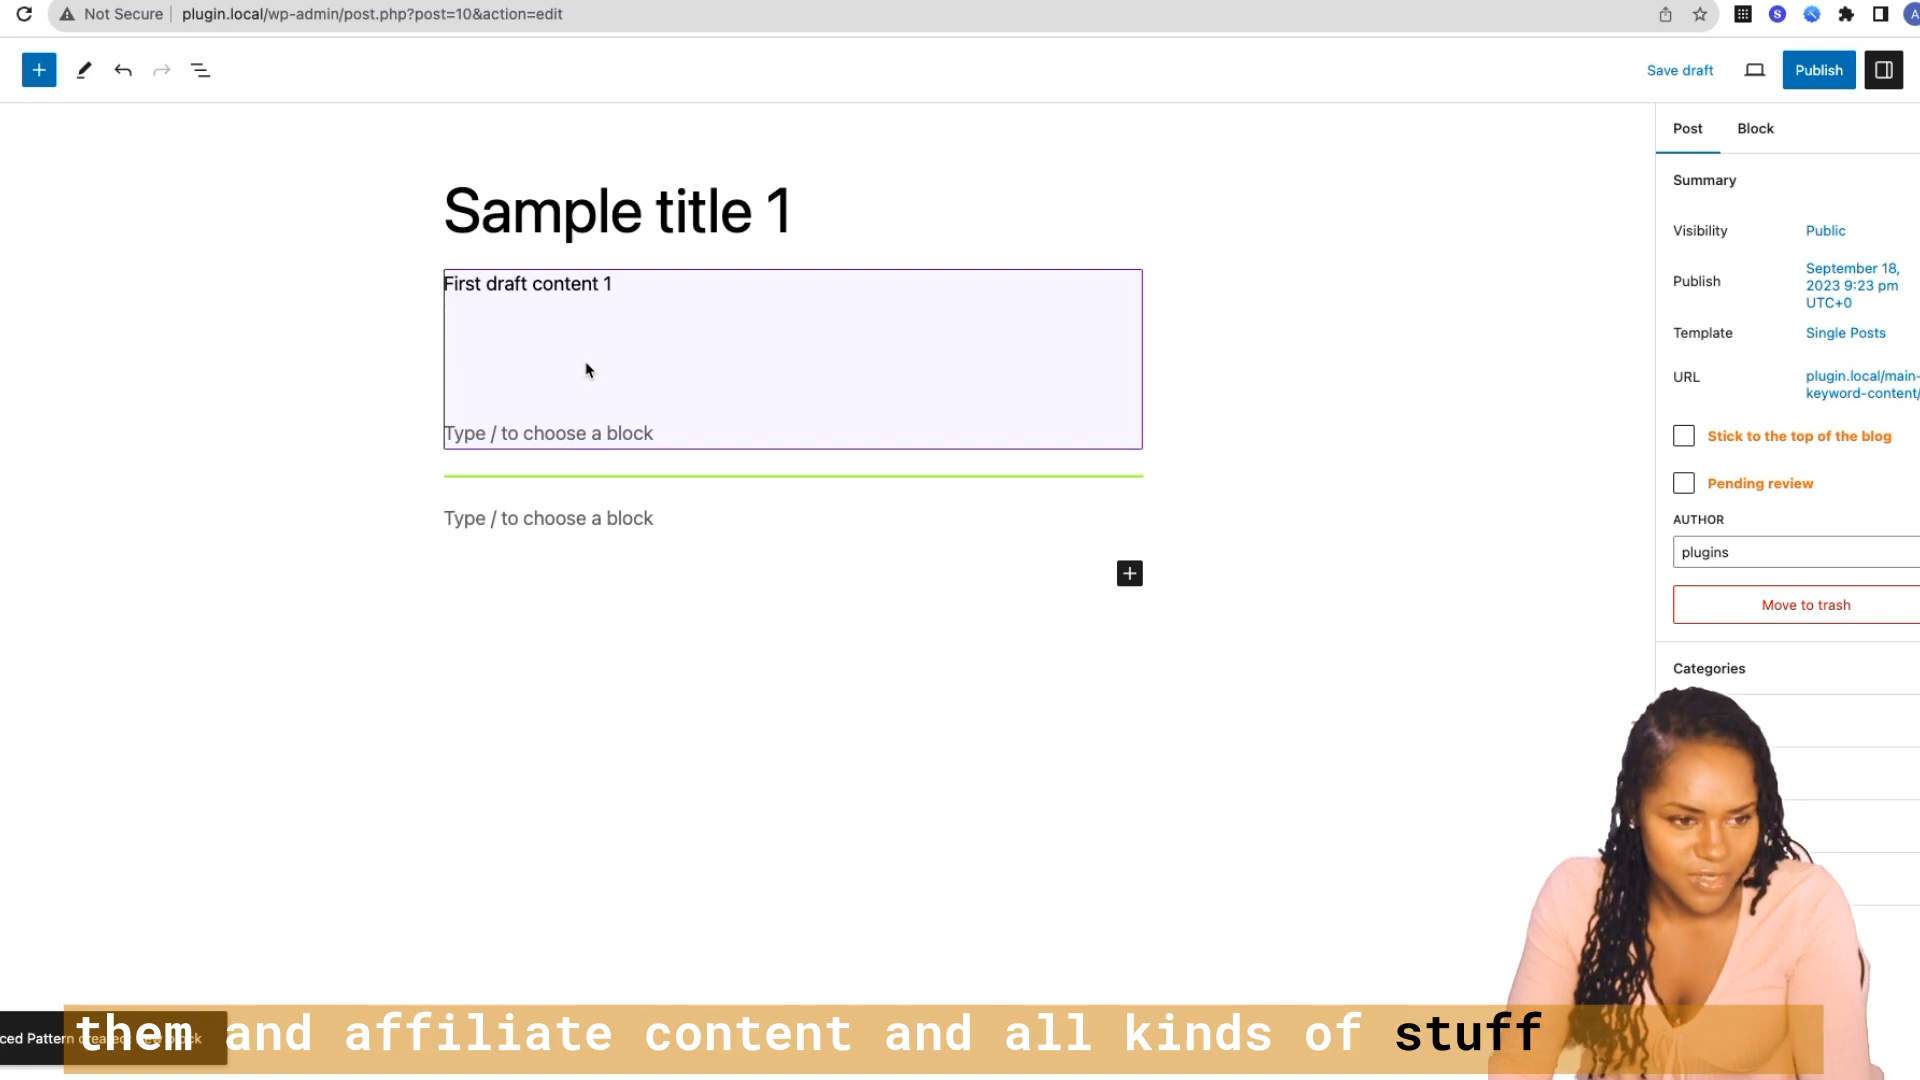 Not Secure
plugin.local/wp-admin/post.php?post=10&action=edit
S
A
Save draft
Publish
Post
Block
Sample title 1
Summary
Visibility
Public
First draft content 1
Publish
September 18,
2023 9:23 pm
UTC+0
Template
Single Posts
URL
plugin.local/main-
keyword-content/
Type / to choose a block
Stick to the top of the blog
Pending review
Type / to choose a block
AUTHOR
plugins
Move to trash
Categories
ced Pattern
them and affiliate content and all kinds of stuff